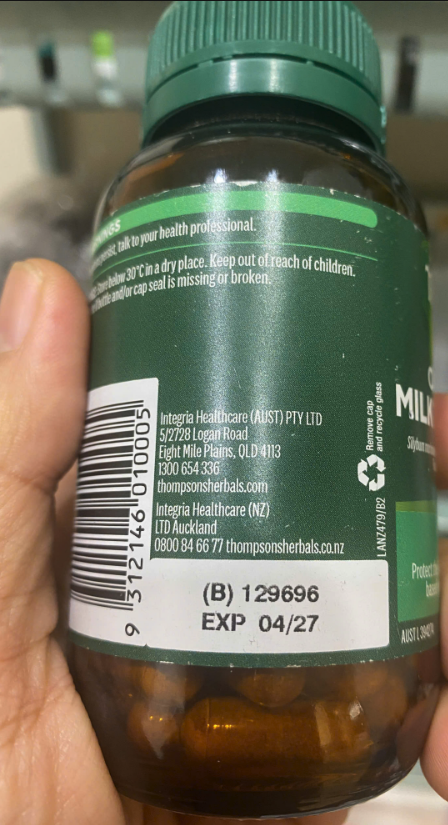 talk to your health professional.
below 30°C in a dry place. Keep out of reach of children.
and/or cap seal is missing or broken.
Integria Healthcare (AUST) PTY LTD
5/2728 Logan Road
Eight Mile Plains, QLD 4113
1300 654 336
thompsonsherbals.com
Integria Healthcare (NZ)
LTD Auckland
0800 84 66 77 thompsonsherbals.co.nz
9 312146 010005
(B) 129696
EXP 04/27
Remove cap
and recycle glass
LANZ479/B2
MILK
Protect
AUST L